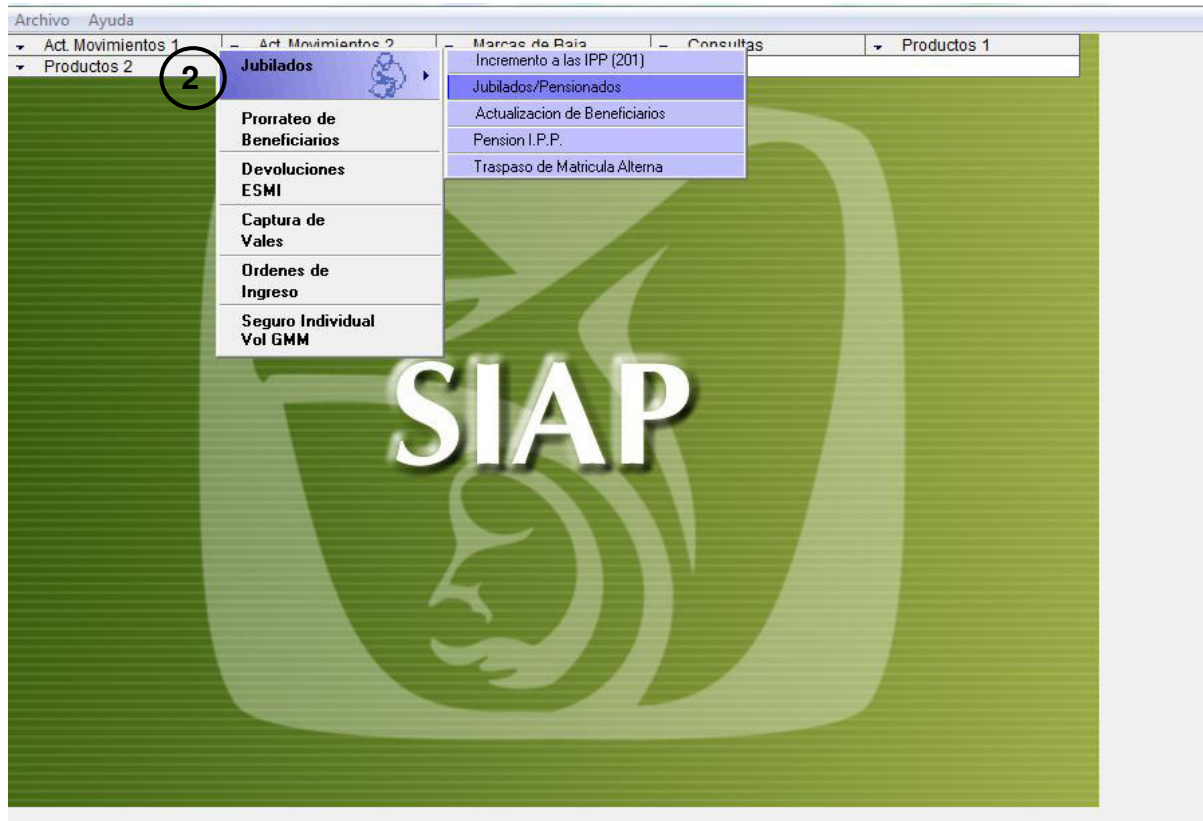 Archivo Ayuda
Act. Movimientos 1 Act. Movimientos 2 Marcas de Baja Consultas Productos 1
Productos 2
2
Jubilados
Prorrateo de
Beneficiarios
Devoluciones
ESMI
Captura de
Vales
Ordenes de
Ingreso
Seguro Individual
Vol GMM
Incremento a las IPP (201)
Jubilados/Pensionados
Actualizacion de Beneficiarios
Pension I.P.P.
Traspaso de Matricula Alterna
SIAP